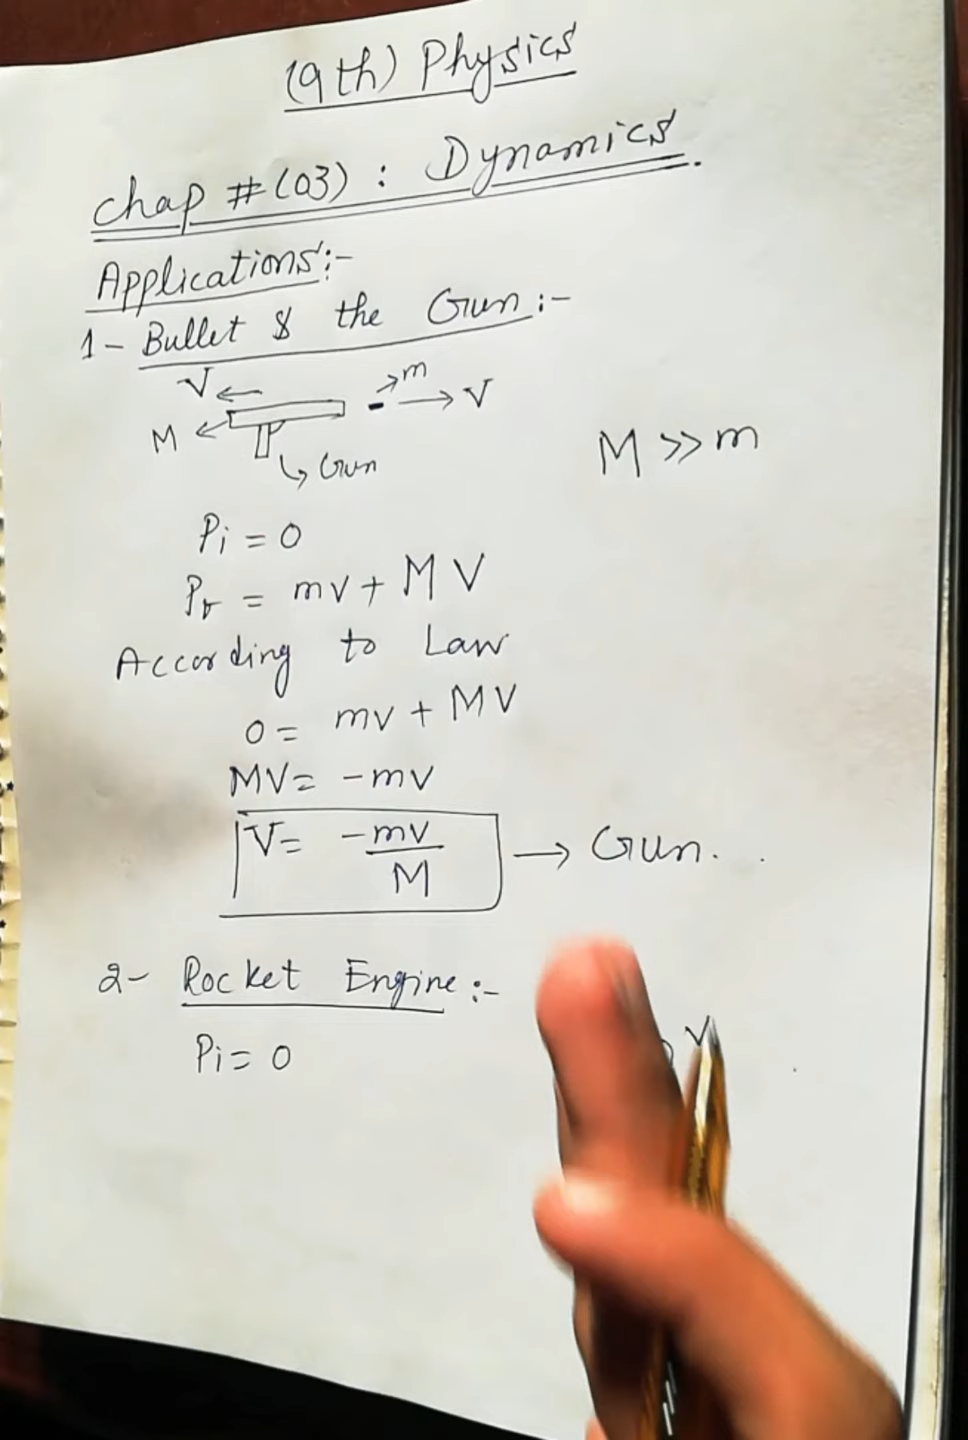 (9th) Physics
Chap # (03) : Dynamics.
Applications:-
1- Bullet & the Gun:-
V m
M V
Gun
M >> m
Pi = 0
Pf = mv + MV
According to Law
0 = mv + MV
MV = -mv
V = -mv/M → Gun.
2- Rocket Engine:-
Pi = 0 V